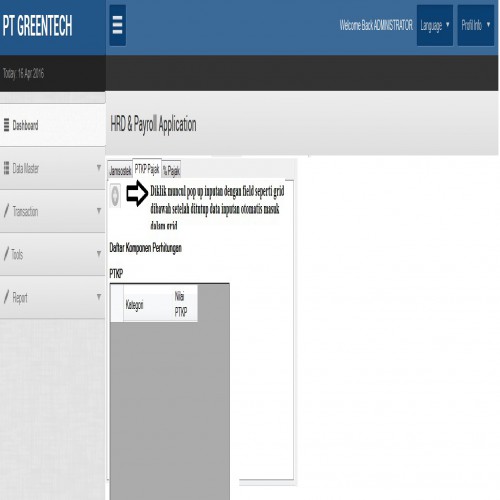 PT GREENTECH
Welcome Back ADMINISTRATOR
Language
Profil Info
Today: 16 Apr 2016
Dashboard
HRD & Payroll Application
Data Master
Transaction
Tools
Report
Jamsostek
PTKP Pajak
% Pajak
Diklik muncul pop up inputan dengan field seperti grid
dibawah setelah ditutup data inputan otomatis masuk
dalam grid
Daftar Komponen Perhitungan
PTKP
Kategori
Nilai
PTKP